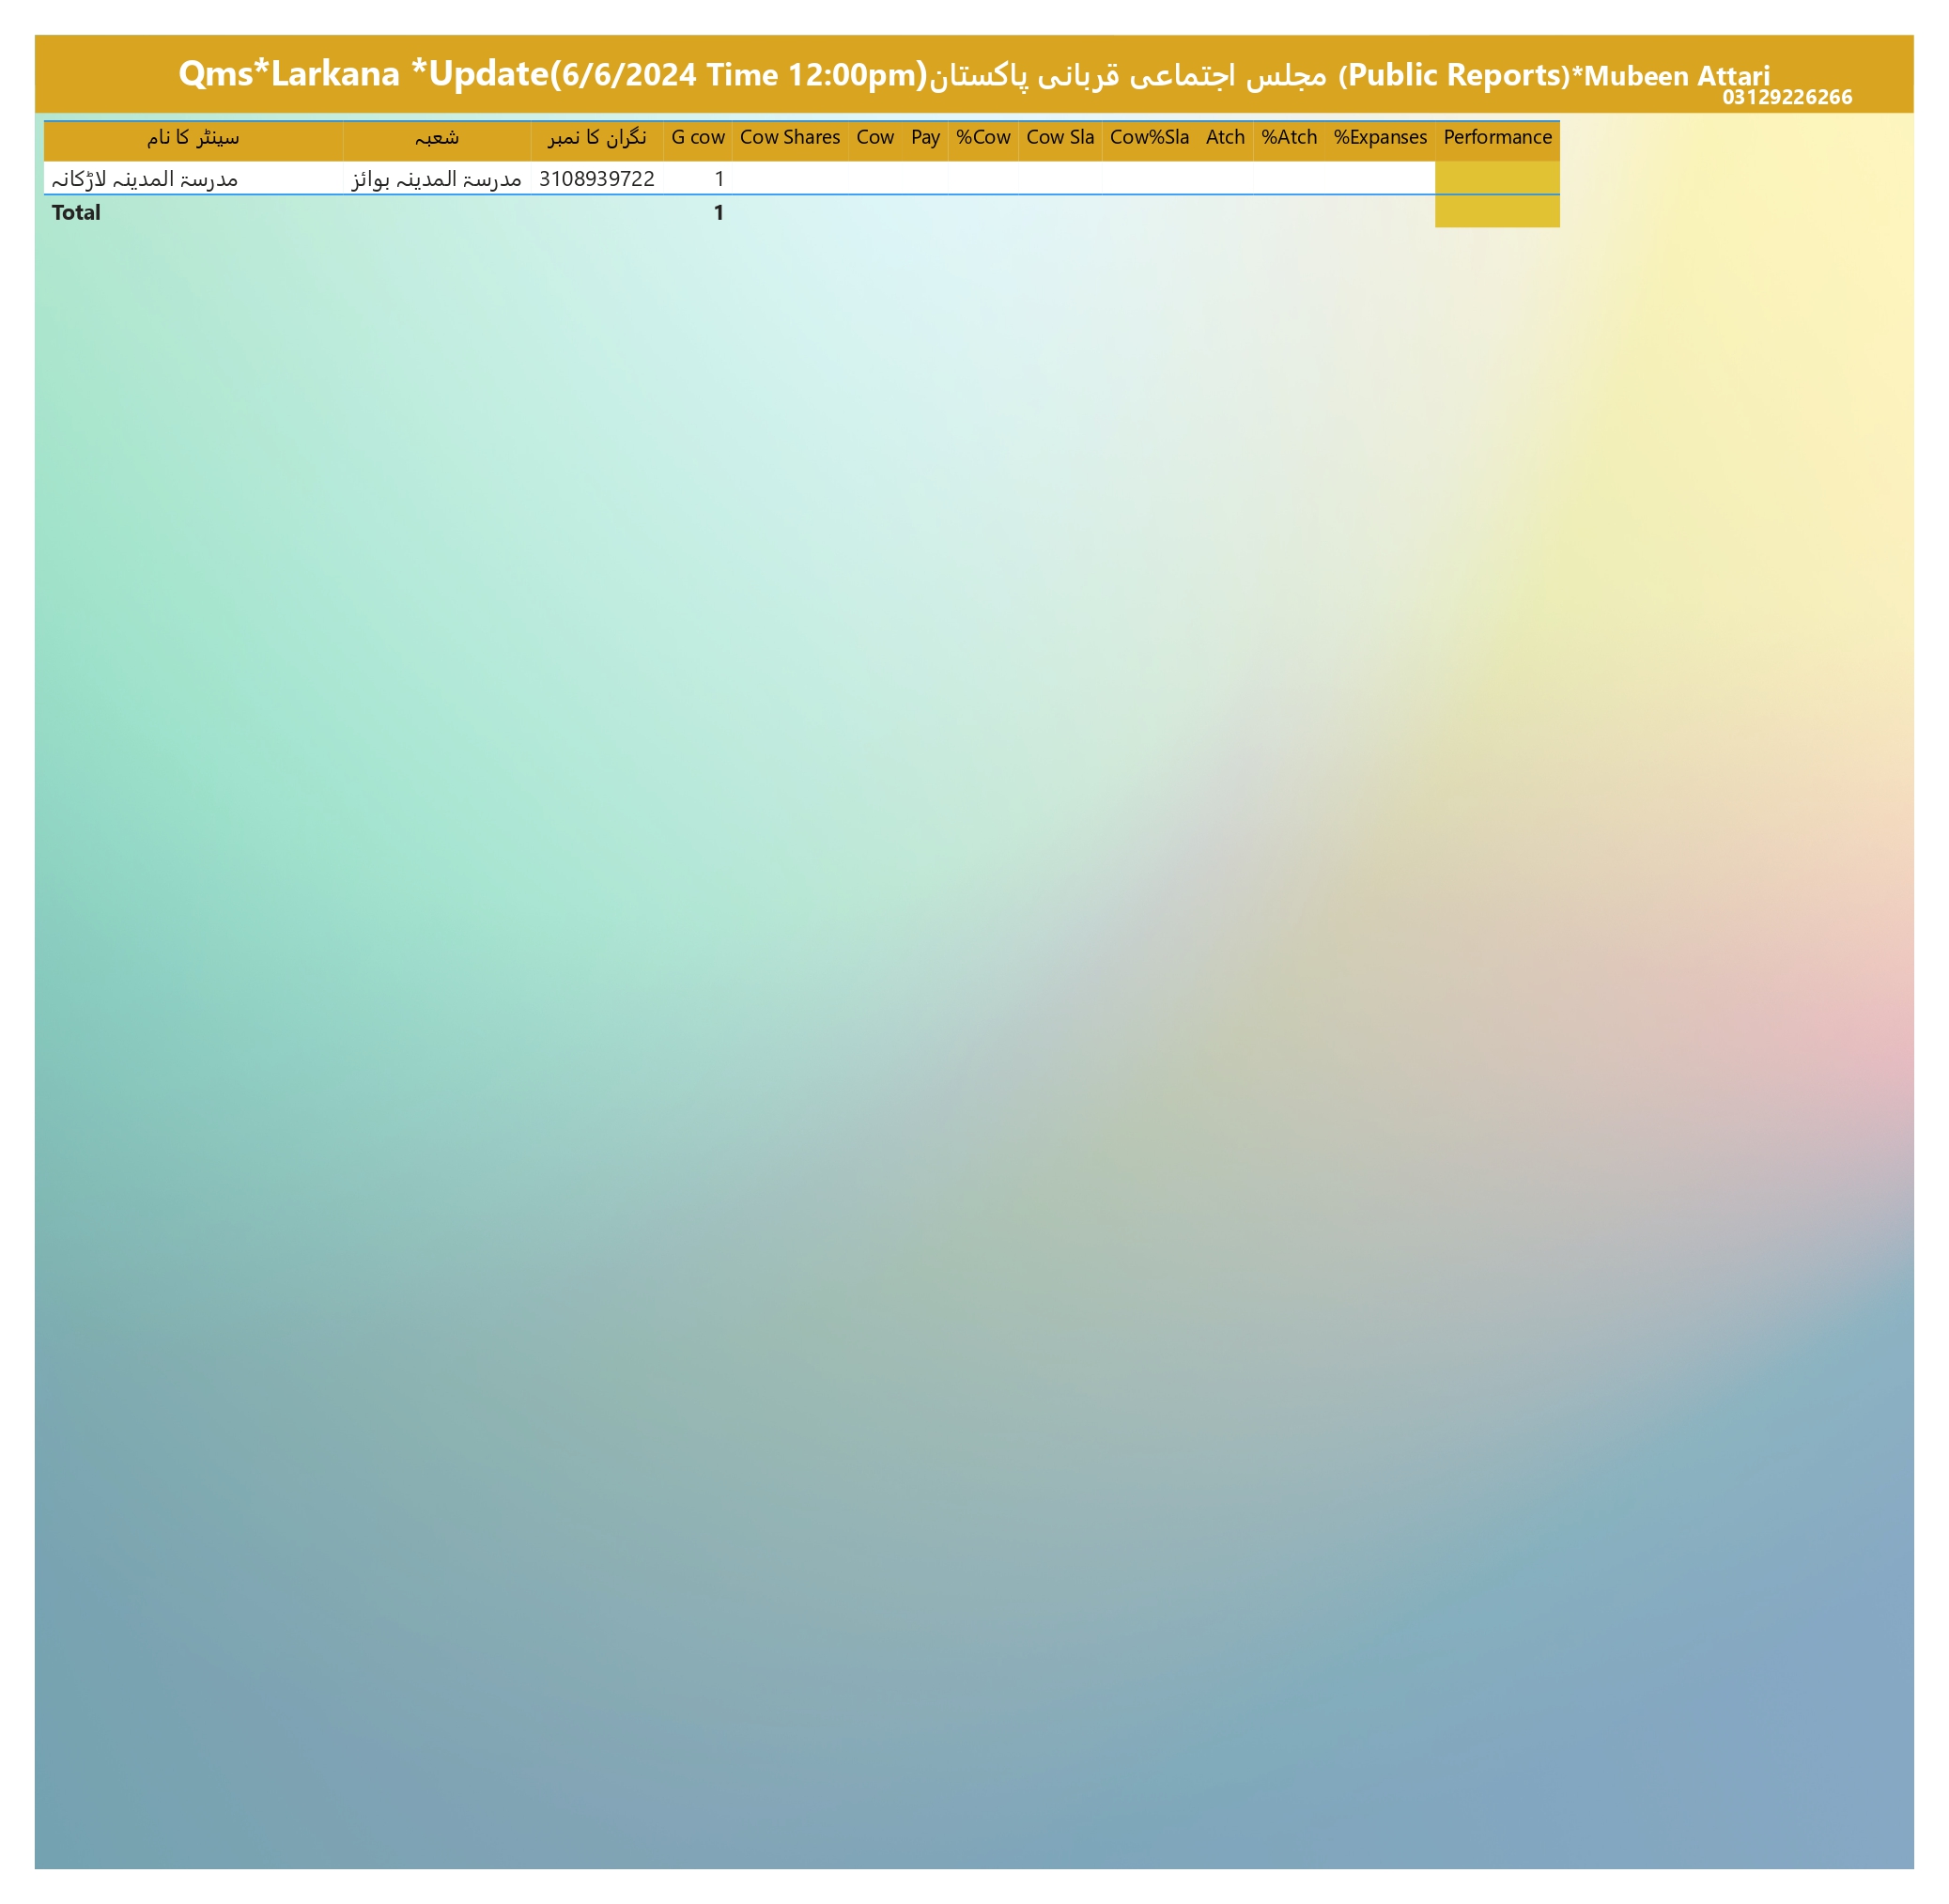 Qms*Larkana *Update(6/6/2024 Time 12:00pm)مجلس اجتماعی قربانی پاکستان (Public Reports)*Mubeen Attari
03129226266
سینٹر کا نام شعبہ نگران کا نمبر G cow Cow Shares Cow Pay %Cow Cow Sla Cow%Sla Atch %Atch %Expanses Performance
مدرسۃ المدینہ لاڑکانہ مدرسۃ المدینہ بوائز 3108939722 1
Total 1